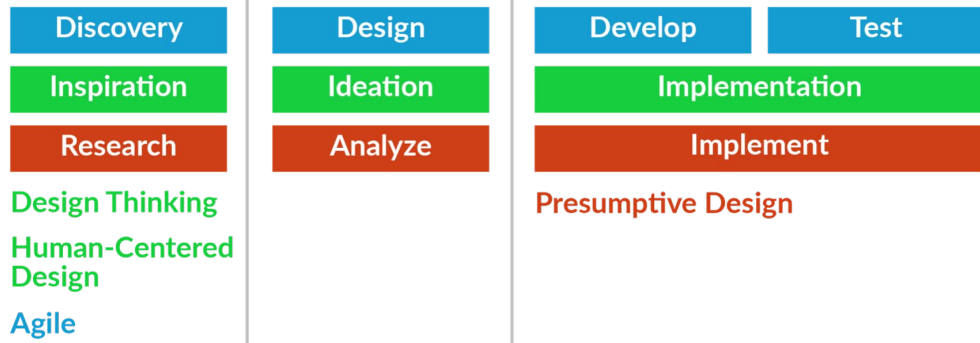 Discovery
Design
Develop
Test
Inspiration
Ideation
Implementation
Research
Analyze
Implement
Design Thinking
Presumptive Design
Human-Centered
Design
Agile